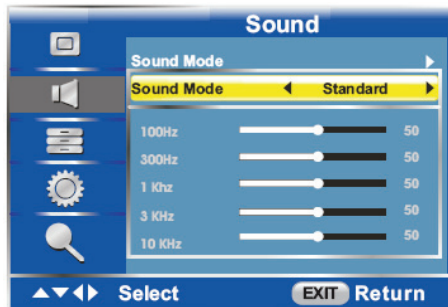 Sound
Sound Mode
Sound Mode Standard
100Hz 50
300Hz 50
1 Khz 50
3 KHz 50
10 KHz 50
Select EXIT Return